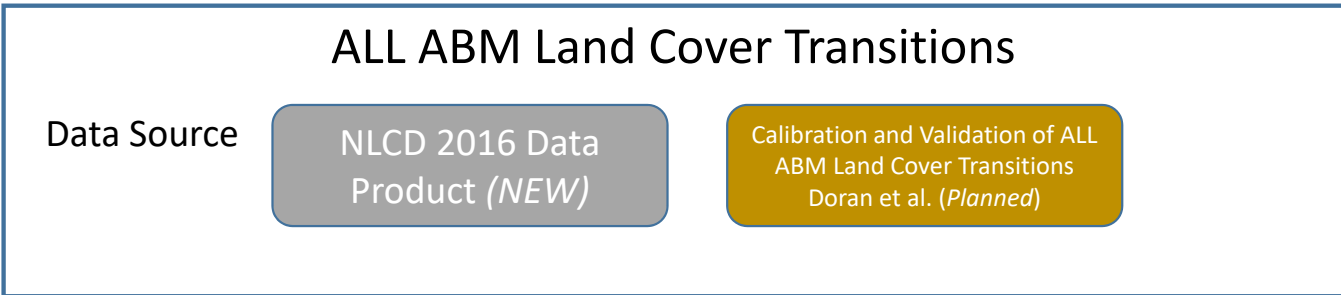 ALL ABM Land Cover Transitions
Data Source
NLCD 2016 Data
Product (NEW)
Calibration and Validation of ALL
ABM Land Cover Transitions
Doran et al. (Planned)